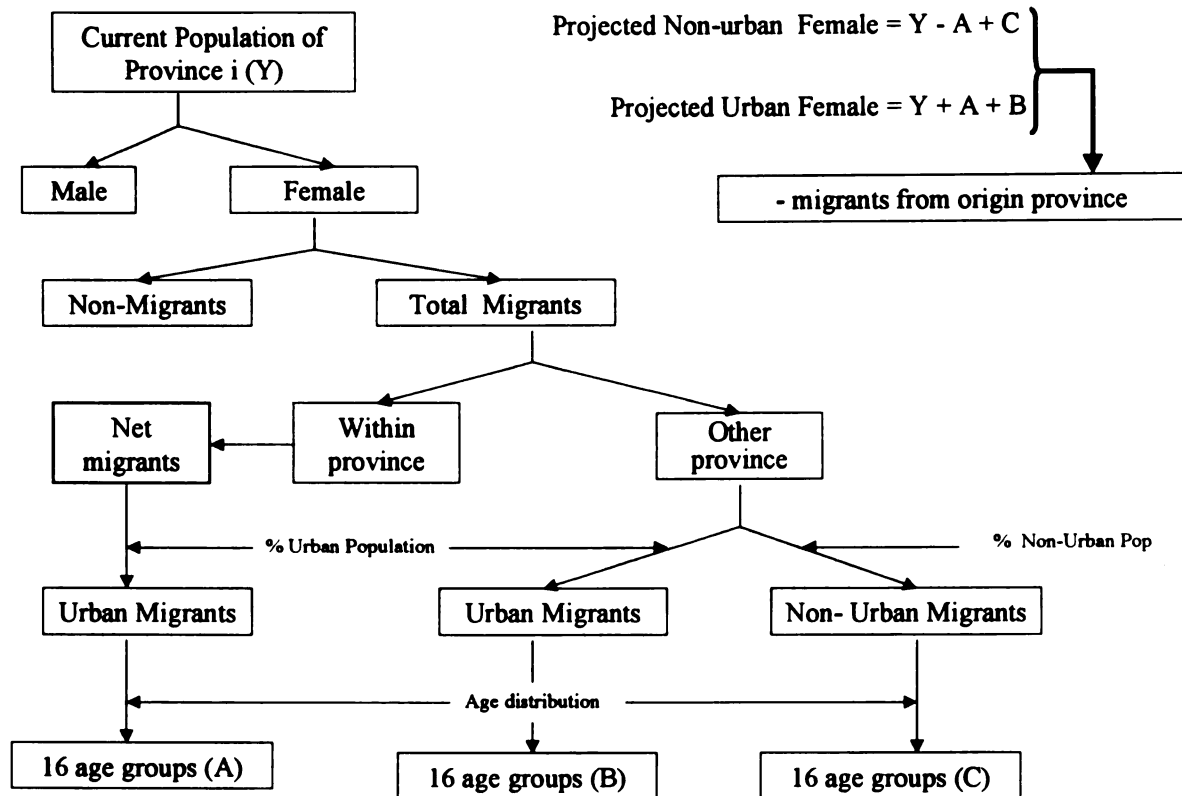 Current Population of
Province i (Y)
Projected Non-urban Female = Y - A + C
Projected Urban Female = Y + A + B
- migrants from origin province
Male
Female
Non-Migrants
Total Migrants
Net
migrants
Within
province
Other
province
% Urban Population
% Non-Urban Pop
Urban Migrants
Urban Migrants
Non- Urban Migrants
Age distribution
16 age groups (A)
16 age groups (B)
16 age groups (C)